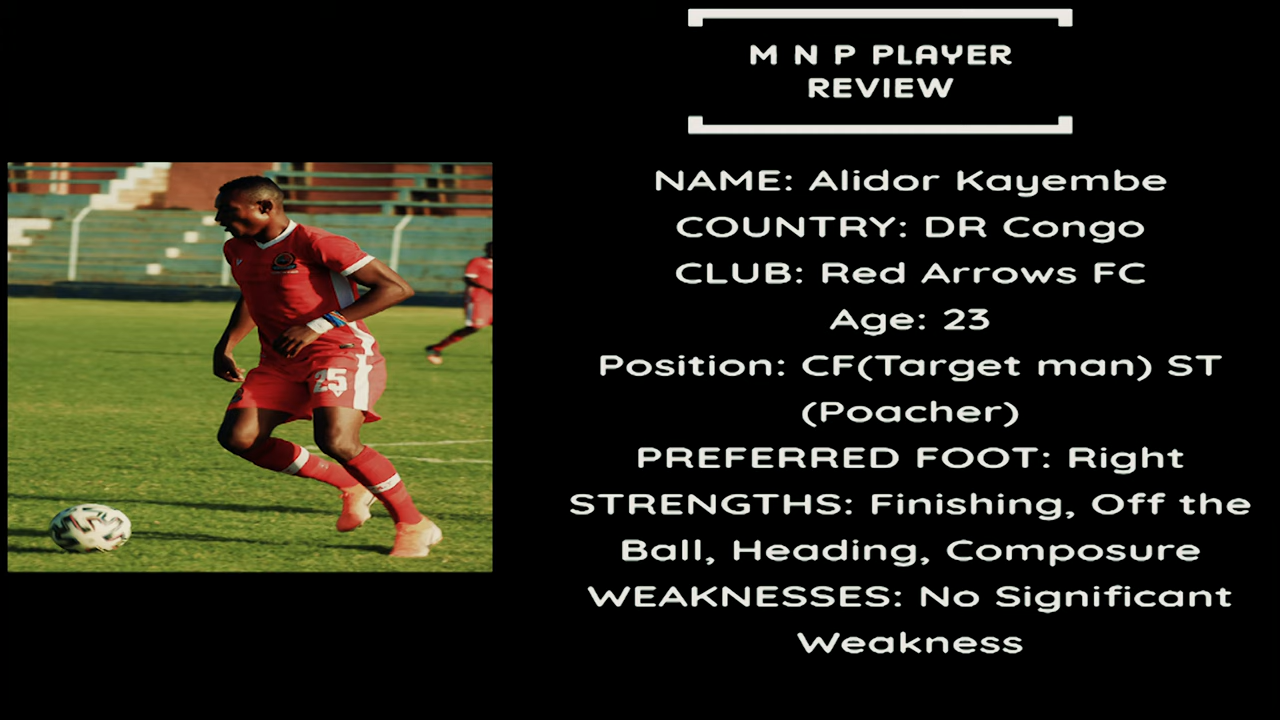 M N P PLAYER
REVIEW
NAME: Alidor Kayembe
COUNTRY: DR Congo
CLUB: Red Arrows FC
Age: 23
Position: CF(Target man) ST
(Poacher)
PREFERRED FOOT: Right
STRENGTHS: Finishing, Off the
Ball, Heading, Composure
WEAKNESSES: No Significant
Weakness
25